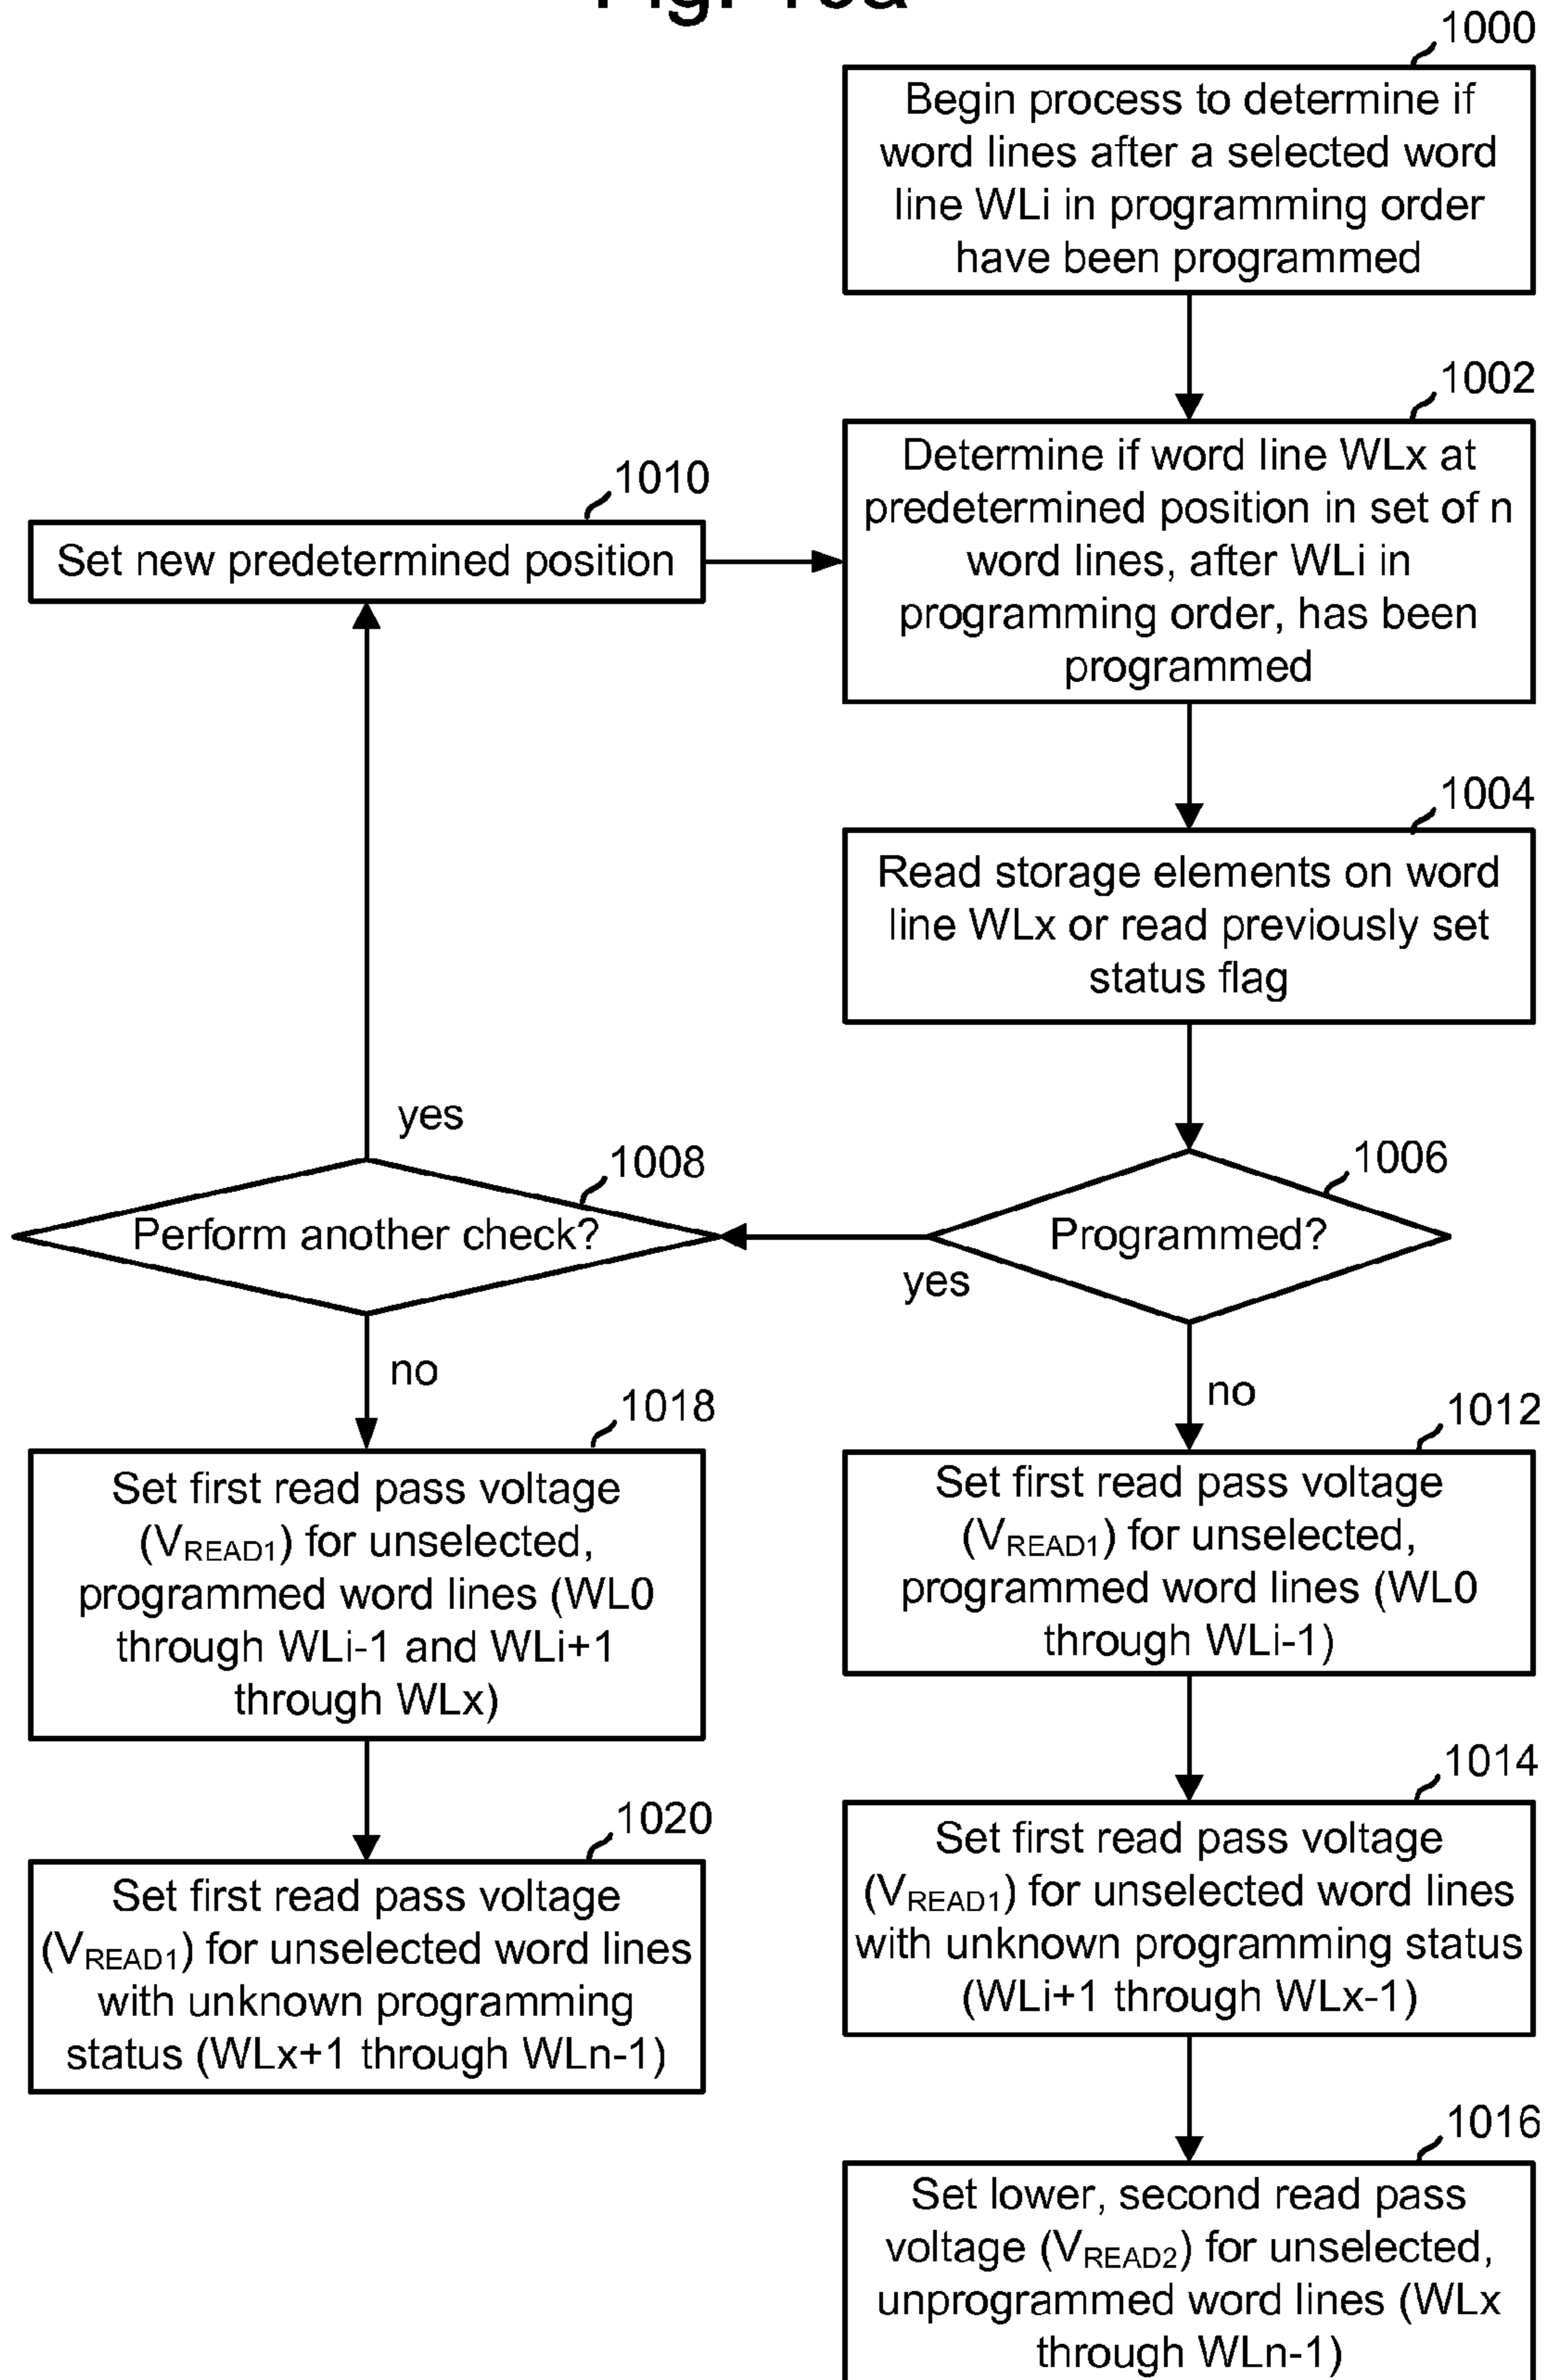 Fig. 10a
1000
Begin process to determine if
word lines after a selected word
line WLi in programming order
have been programmed
1002
Determine if word line WLx at
predetermined position in set of n
word lines, after WLi in
programming order, has been
programmed
1010
Set new predetermined position
1004
Read storage elements on word
line WLx or read previously set
status flag
yes
1008
Perform another check?
1006
Programmed?
yes
no
no
1018
Set first read pass voltage
(VREAD1) for unselected,
programmed word lines (WL0
through WLi-1 and WLi+1
through WLx)
1012
Set first read pass voltage
(VREAD1) for unselected,
programmed word lines (WL0
through WLi-1)
1020
Set first read pass voltage
(VREAD1) for unselected word lines
with unknown programming
status (WLx+1 through WLn-1)
1014
Set first read pass voltage
(VREAD1) for unselected word lines
with unknown programming status
(WLi+1 through WLx-1)
1016
Set lower, second read pass
voltage (VREAD2) for unselected,
unprogrammed word lines (WLx
through WLn-1)